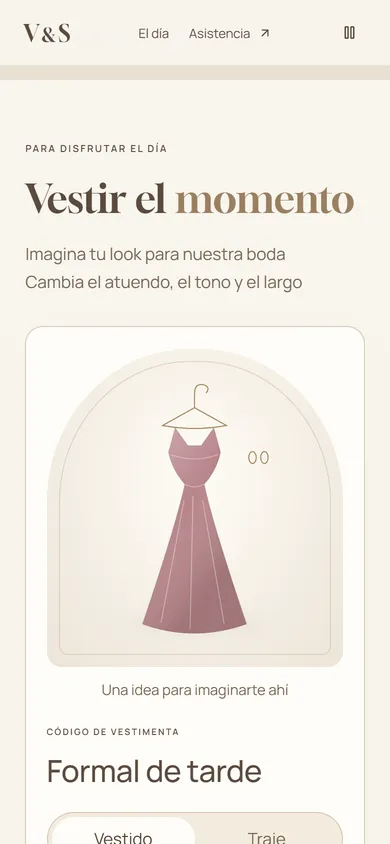 V&S
El día
Asistencia
PARA DISFRUTAR EL DÍA
Vestir el momento
Imagina tu look para nuestra boda
Cambia el atuendo, el tono y el largo
Una idea para imaginarte ahí
CÓDIGO DE VESTIMENTA
Formal de tarde
Vestido
Traje